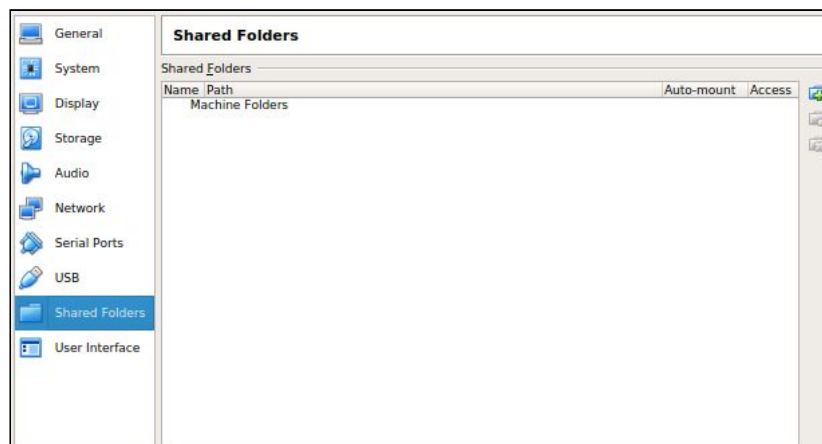 General
System
Display
Storage
Audio
Network
Serial Ports
USB
Shared Folders
User Interface
Shared Folders
Shared Folders
Name Path Auto-mount Access
Machine Folders